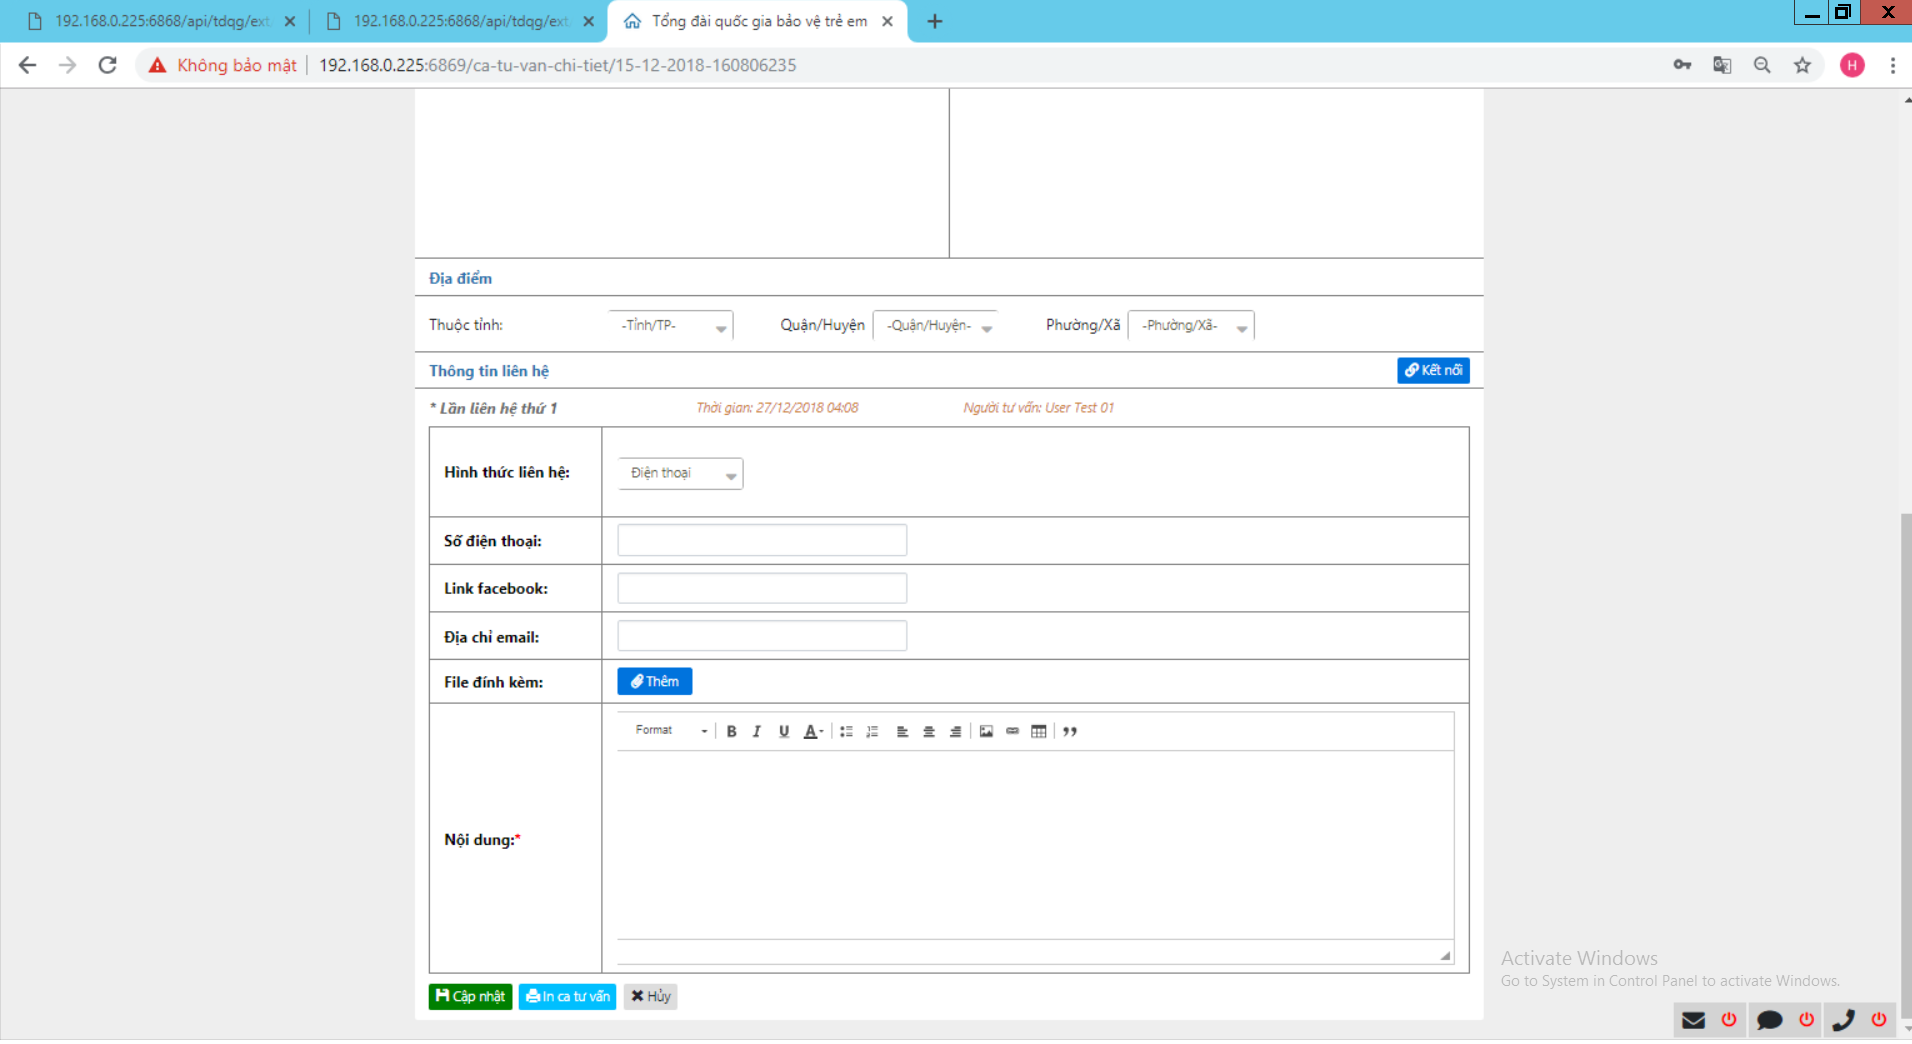 192.168.0.225:6868/api/tdqg/ext
192.168.0.225:6868/api/tdqg/ext
Tổng đài quốc gia bảo vệ trẻ em
Không bảo mật
192.168.0.225:6869/ca-tu-van-chi-tiet/15-12-2018-160806235
H
Địa điểm
Thuộc tỉnh: -Tỉnh/TP- Quận/Huyện -Quận/Huyện- Phường/Xã -Phường/Xã-
Thông tin liên hệ
Kết nối
* Lần liên hệ thứ 1 Thời gian: 27/12/2018 04:08 Người tư vấn: User Test 01
Hình thức liên hệ: Điện thoại
Số điện thoại:
Link facebook:
Địa chỉ email:
File đính kèm: Thêm
Format B I U A
Nội dung:*
Cập nhật In ca tư vấn Hủy
Activate Windows
Go to System in Control Panel to activate Windows.